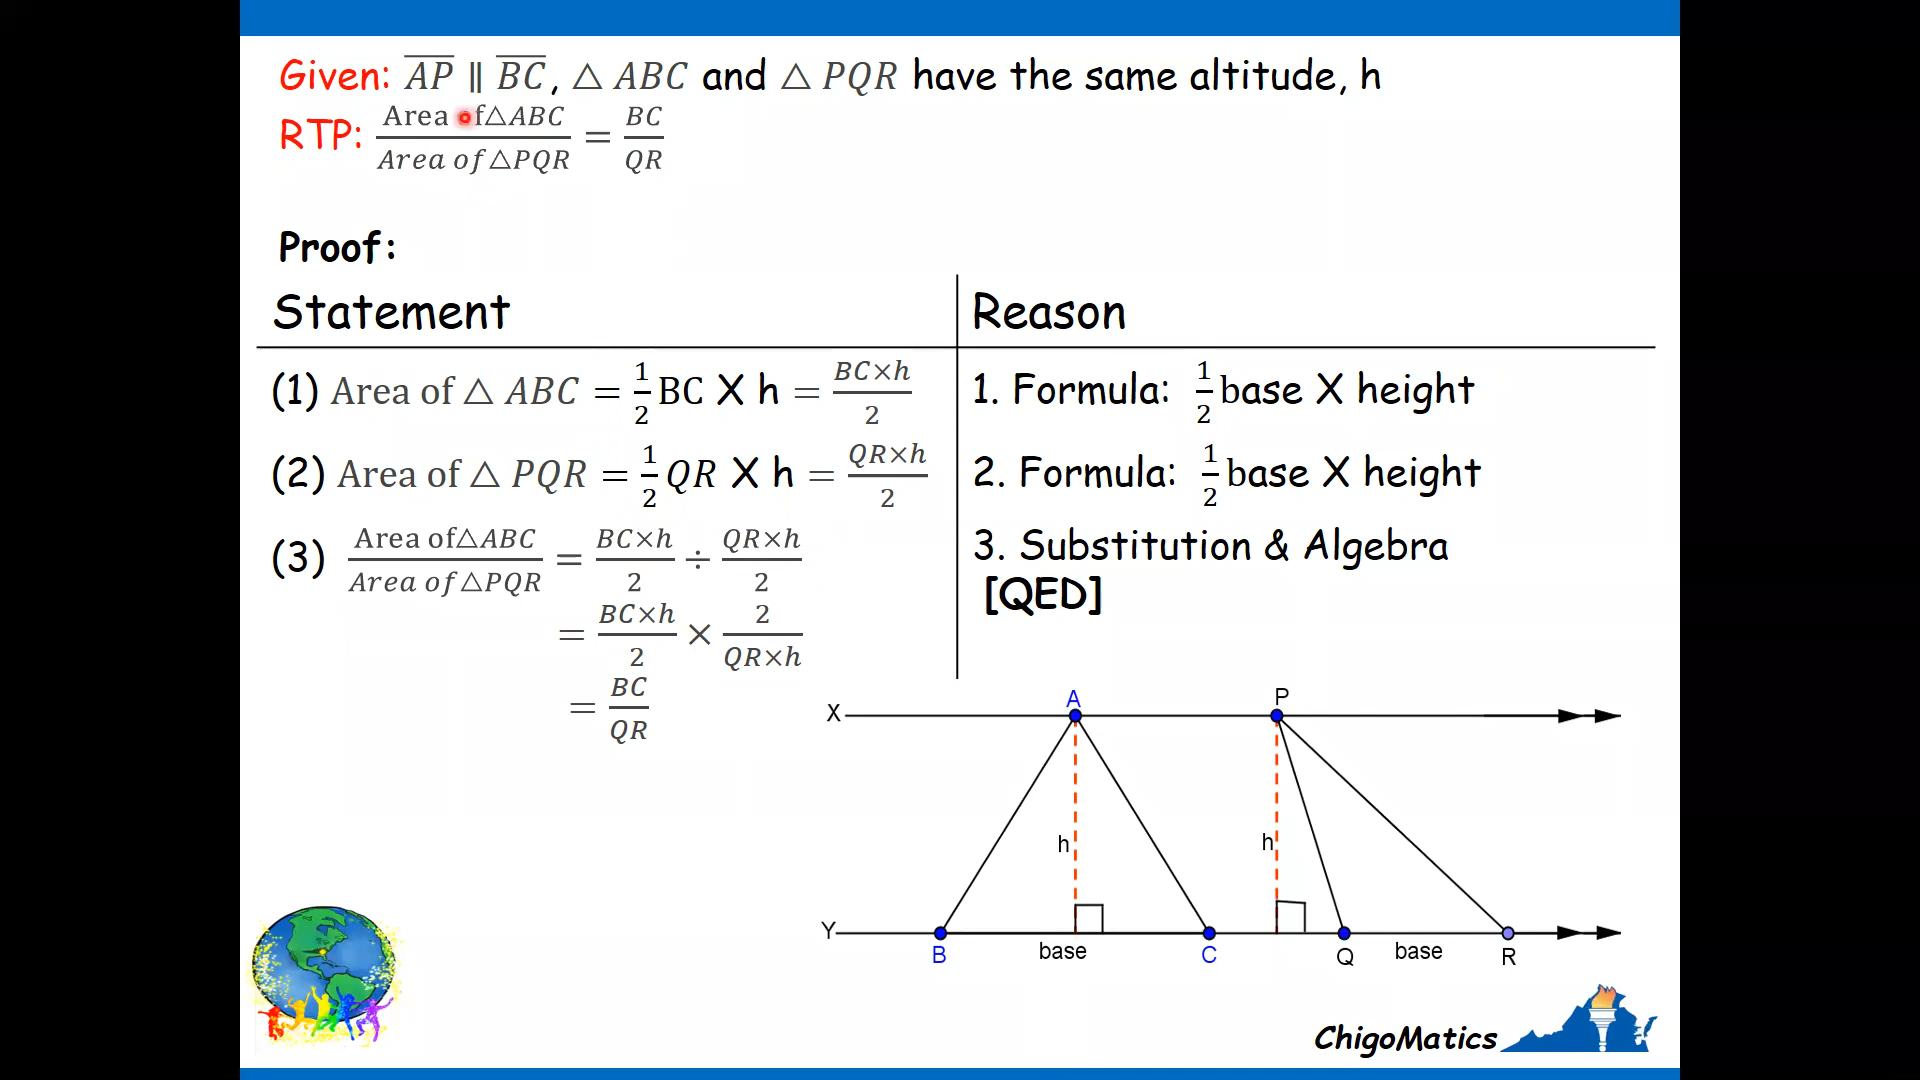 Given: AP ∥ BC, △ ABC and △ PQR have the same altitude, h
RTP: Area of△ABC / Area of △PQR = BC / QR
Proof:
Statement Reason
(1) Area of △ ABC = 1/2 BC X h = BC×h / 2 1. Formula: 1/2 base X height
(2) Area of △ PQR = 1/2 QR X h = QR×h / 2 2. Formula: 1/2 base X height
(3) Area of△ABC / Area of △PQR = BC×h / 2 ÷ QR×h / 2 3. Substitution & Algebra
[QED]
= BC×h / 2 × 2 / QR×h
= BC / QR
X A P
h h
Y B base C Q base R
ChigoMatics